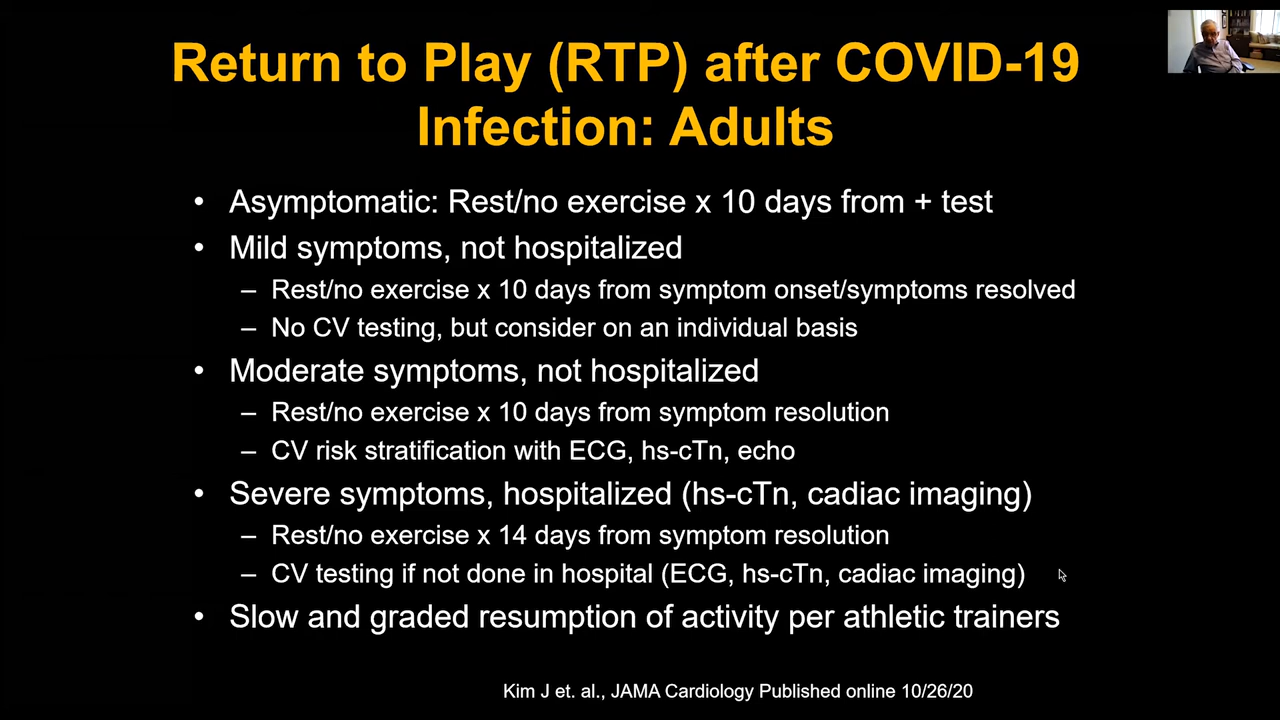 Return to Play (RTP) after COVID-19
Infection: Adults
• Asymptomatic: Rest/no exercise x 10 days from + test
• Mild symptoms, not hospitalized
– Rest/no exercise x 10 days from symptom onset/symptoms resolved
– No CV testing, but consider on an individual basis
• Moderate symptoms, not hospitalized
– Rest/no exercise x 10 days from symptom resolution
– CV risk stratification with ECG, hs-cTn, echo
• Severe symptoms, hospitalized (hs-cTn, cadiac imaging)
– Rest/no exercise x 14 days from symptom resolution
– CV testing if not done in hospital (ECG, hs-cTn, cadiac imaging)
• Slow and graded resumption of activity per athletic trainers
Kim J et. al., JAMA Cardiology Published online 10/26/20